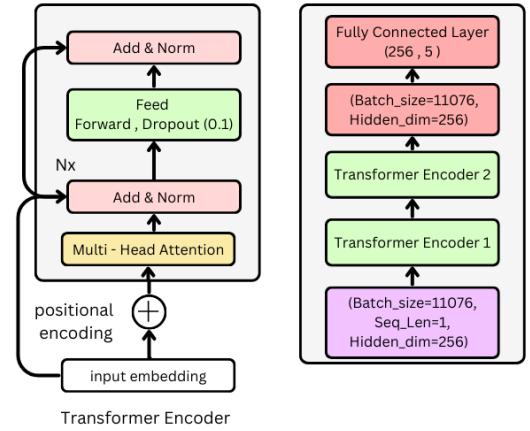 Add & Norm
Feed
Forward , Dropout (0.1)
Nx
Add & Norm
Multi - Head Attention
positional
encoding
input embedding
Transformer Encoder
Fully Connected Layer
(256 , 5 )
(Batch_size=11076,
Hidden_dim=256)
Transformer Encoder 2
Transformer Encoder 1
(Batch_size=11076,
Seq_Len=1,
Hidden_dim=256)